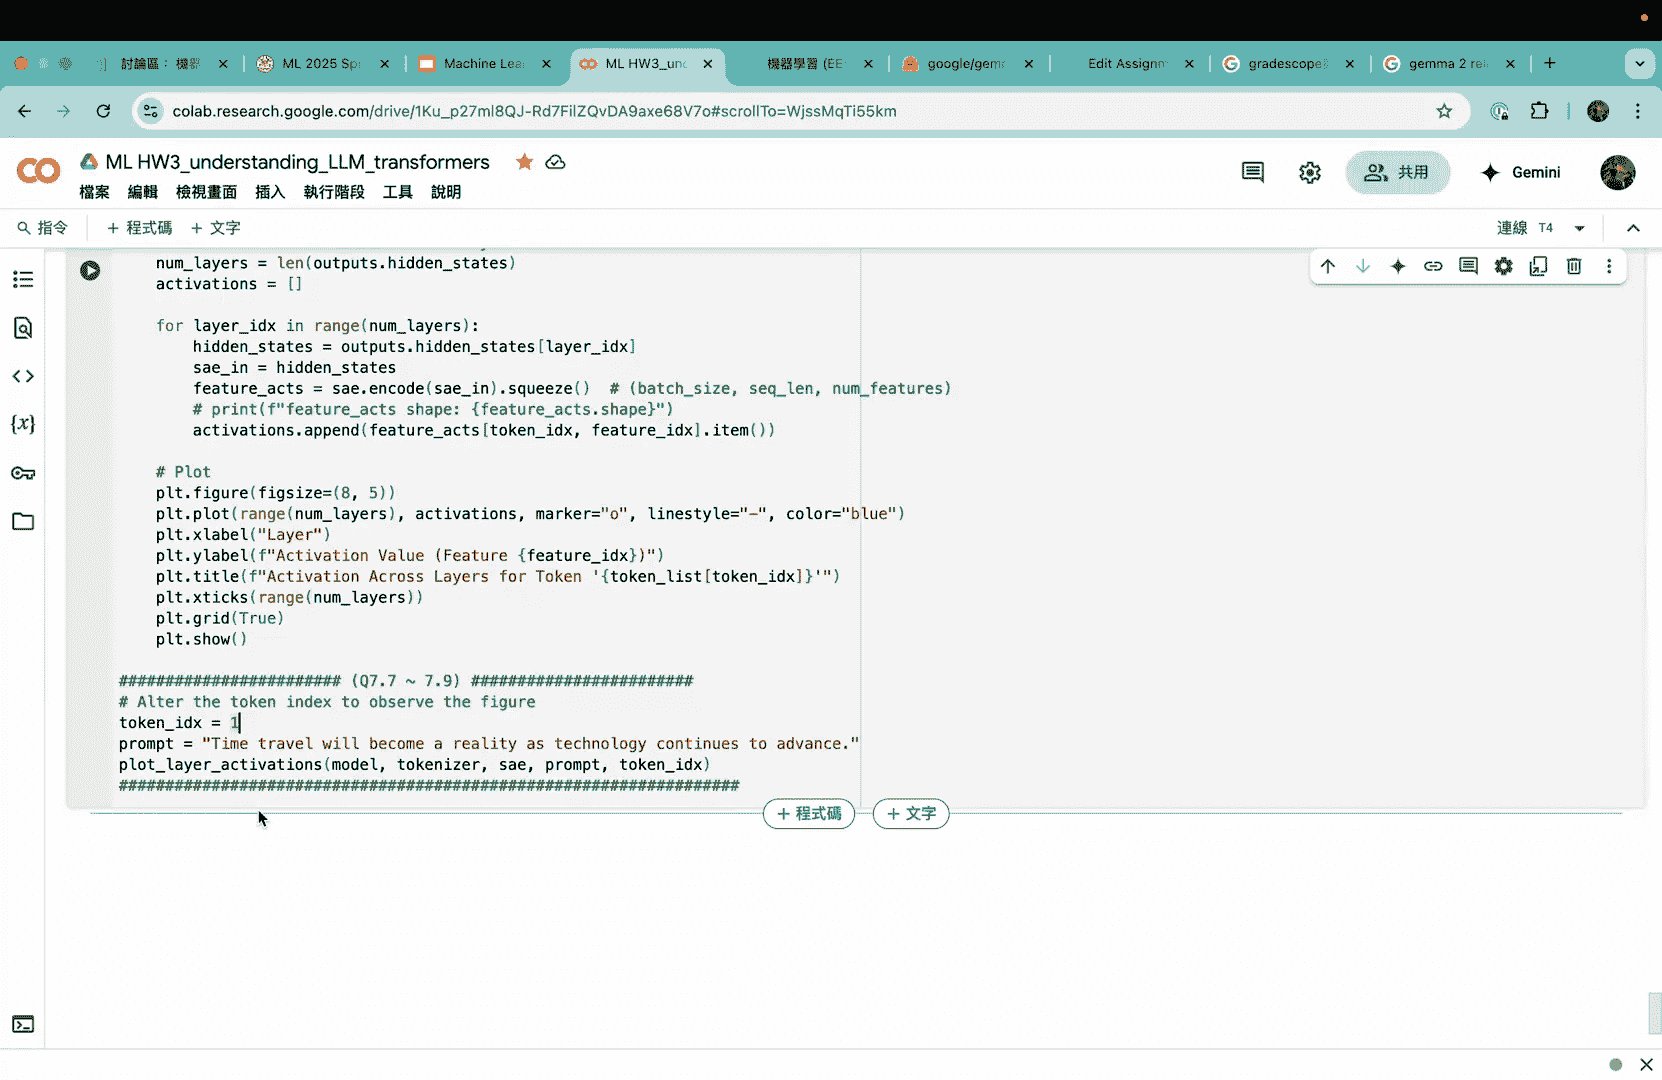 討論區： 機
ML 2025 Sp
Machine Lea
ML HW3_und
機器學習 (EE
google/gem
Edit Assignm
gradescope
gemma 2 rel
colab.research.google.com/drive/1Ku_p27ml8QJ-Rd7FilZQvDA9axe68V7o#scrollTo=WjssMqTi55km
ML HW3_understanding_LLM_transformers
檔案 編輯 檢視畫面 插入 執行階段 工具 說明
共用
Gemini
指令 + 程式碼 + 文字
連線 T4
num_layers = len(outputs.hidden_states)
activations = []
for layer_idx in range(num_layers):
hidden_states = outputs.hidden_states[layer_idx]
sae_in = hidden_states
feature_acts = sae.encode(sae_in).squeeze()  # (batch_size, seq_len, num_features)
# print(f"feature_acts shape: {feature_acts.shape}")
activations.append(feature_acts[token_idx, feature_idx].item())
# Plot
plt.figure(figsize=(8, 5))
plt.plot(range(num_layers), activations, marker="o", linestyle="-", color="blue")
plt.xlabel("Layer")
plt.ylabel(f"Activation Value (Feature {feature_idx})")
plt.title(f"Activation Across Layers for Token '{token_list[token_idx]}'")
plt.xticks(range(num_layers))
plt.grid(True)
plt.show()
######################## (Q7.7 ~ 7.9) ########################
# Alter the token index to observe the figure
token_idx = 1
prompt = "Time travel will become a reality as technology continues to advance."
plot_layer_activations(model, tokenizer, sae, prompt, token_idx)
###################################################################
+ 程式碼 + 文字